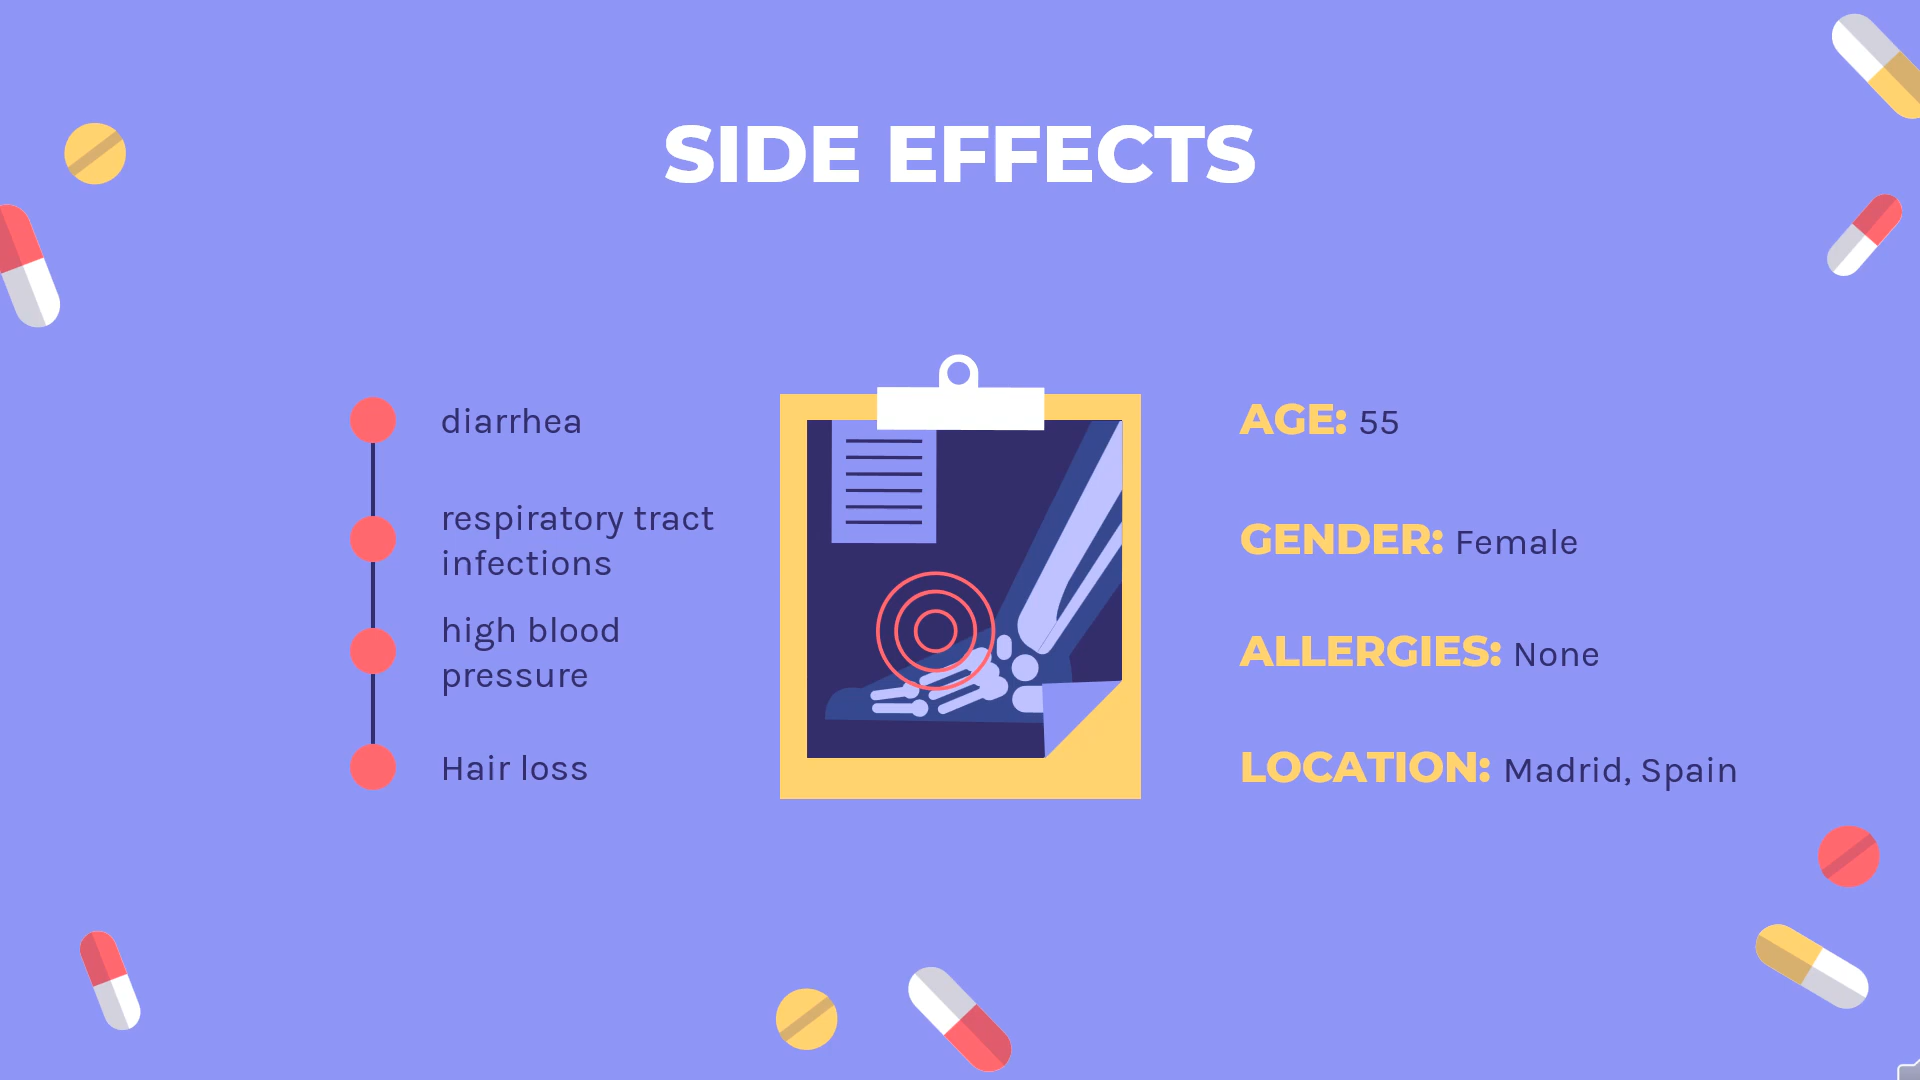 SIDE EFFECTS
diarrhea
respiratory tract
infections
high blood
pressure
Hair loss
AGE: 55
GENDER: Female
ALLERGIES: None
LOCATION: Madrid, Spain